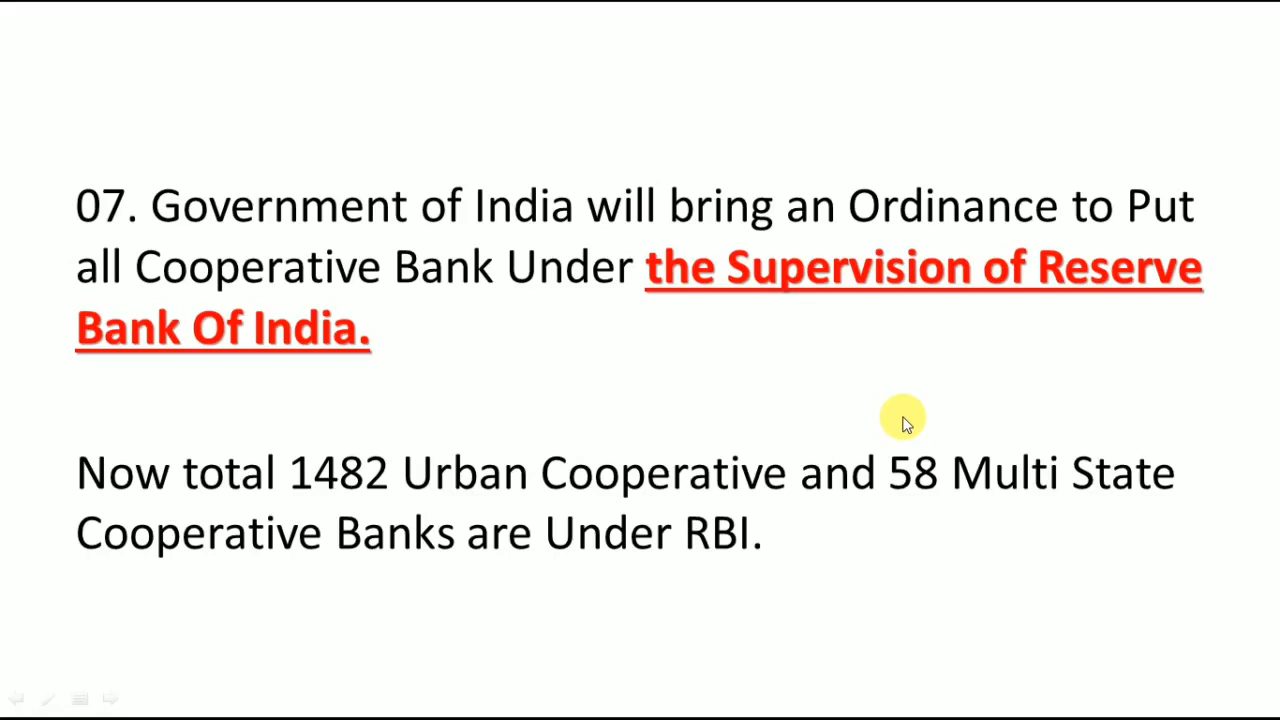 07. Government of India will bring an Ordinance to Put
all Cooperative Bank Under the Supervision of Reserve
Bank Of India.
Now total 1482 Urban Cooperative and 58 Multi State
Cooperative Banks are Under RBI.